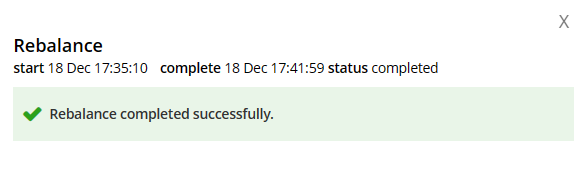 X
Rebalance
start 18 Dec 17:35:10 complete 18 Dec 17:41:59 status completed
Rebalance completed successfully.